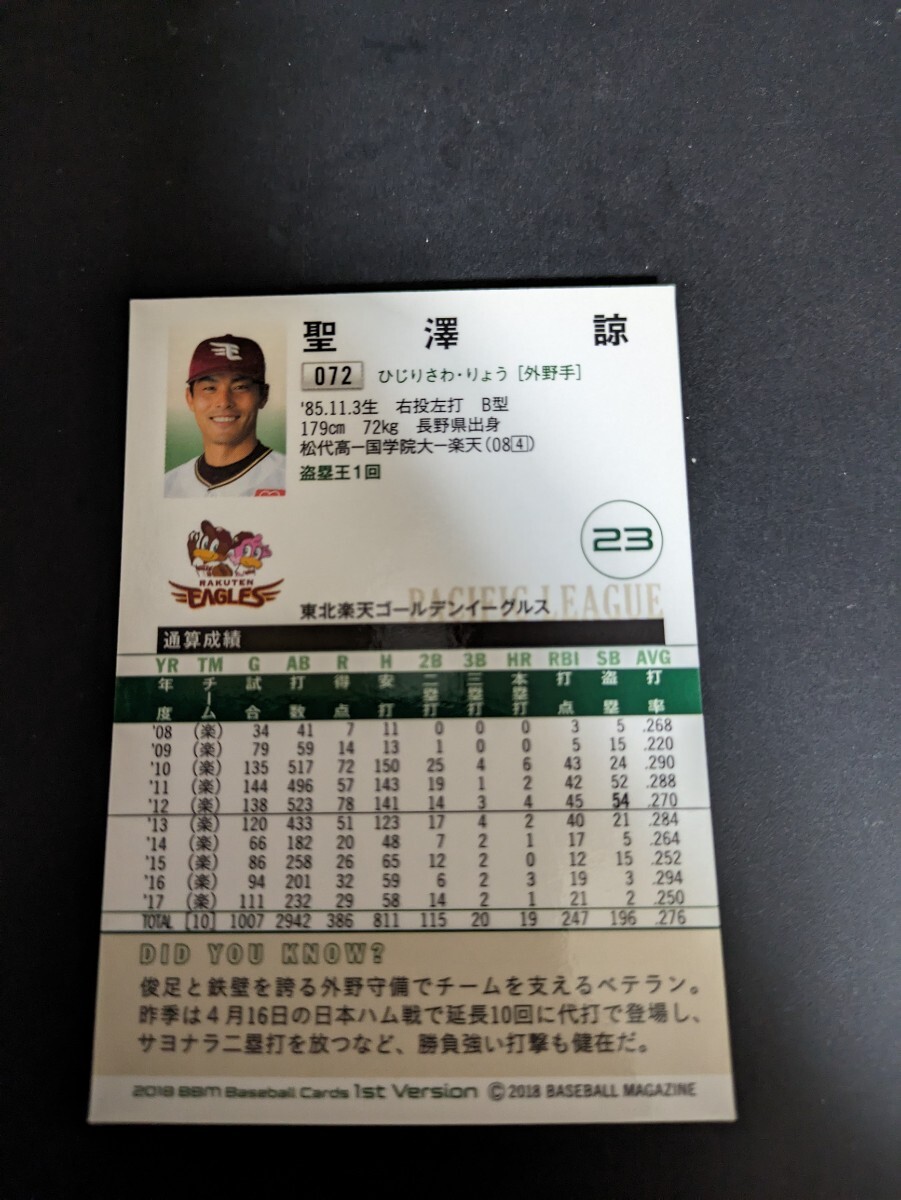 聖澤 諒
072 ひじりさわ・りょう [外野手]
'85.11.3生 右投左打 B型
179cm 72kg 長野県出身
松代高ー国学院大ー楽天(08④)
盗塁王1回
23
RAKUTEN
EAGLES
PACIFIC LEAGUE
東北楽天ゴールデンイーグルス
通算成績
YR TM G AB R H 2B 3B HR RBI SB AVG
年度 チーム 試合 打数 得点 安打 二塁打 三塁打 本塁打 打点 盗塁 打率
'08 (楽) 34 41 7 11 0 0 0 3 5 .268
'09 (楽) 79 59 14 13 1 0 0 5 15 .220
'10 (楽) 135 517 72 150 25 4 6 43 24 .290
'11 (楽) 144 496 57 143 19 1 2 42 52 .288
'12 (楽) 138 523 78 141 14 3 4 45 54 .270
'13 (楽) 120 433 51 123 17 4 2 40 21 .284
'14 (楽) 66 182 20 48 7 2 1 17 5 .264
'15 (楽) 86 258 26 65 12 2 0 12 15 .252
'16 (楽) 94 201 32 59 6 2 3 19 3 .294
'17 (楽) 111 232 29 58 14 2 1 21 2 .250
TOTAL [10] 1007 2942 386 811 115 20 19 247 196 .276
DID YOU KNOW?
俊足と鉄壁を誇る外野守備でチームを支えるベテラン。
昨季は4月16日の日本ハム戦で延長10回に代打で登場し、
サヨナラ二塁打を放つなど、勝負強い打撃も健在だ。
2018 BBM Baseball Cards 1st Version ©2018 BASEBALL MAGAZINE